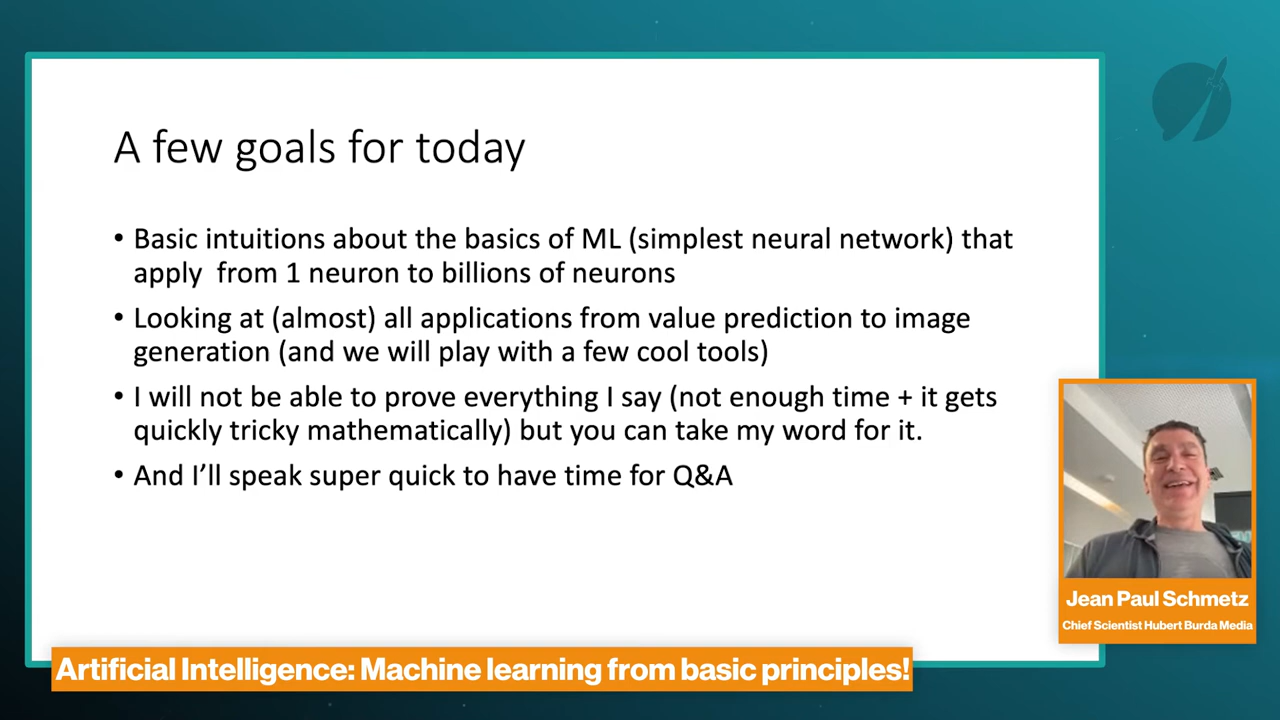 A few goals for today
• Basic intuitions about the basics of ML (simplest neural network) that
apply  from 1 neuron to billions of neurons
• Looking at (almost) all applications from value prediction to image
generation (and we will play with a few cool tools)
• I will not be able to prove everything I say (not enough time + it gets
quickly tricky mathematically) but you can take my word for it.
• And I’ll speak super quick to have time for Q&A
Jean Paul Schmetz
Chief Scientist Hubert Burda Media
Artificial Intelligence: Machine learning from basic principles!